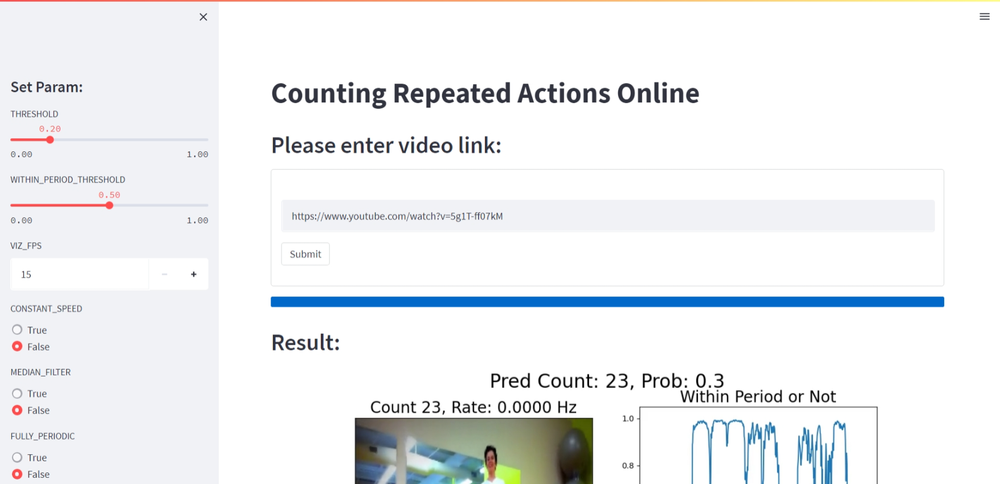 Set Param:
THRESHOLD
0.20
0.00 1.00
WITHIN_PERIOD_THRESHOLD
0.50
0.00 1.00
VIZ_FPS
15
CONSTANT_SPEED
True
False
MEDIAN_FILTER
True
False
FULLY_PERIODIC
True
False
Counting Repeated Actions Online
Please enter video link:
https://www.youtube.com/watch?v=5g1T-ff07kM
Submit
Result:
Pred Count: 23, Prob: 0.3
Count 23, Rate: 0.0000 Hz
Within Period or Not
1.0
0.8